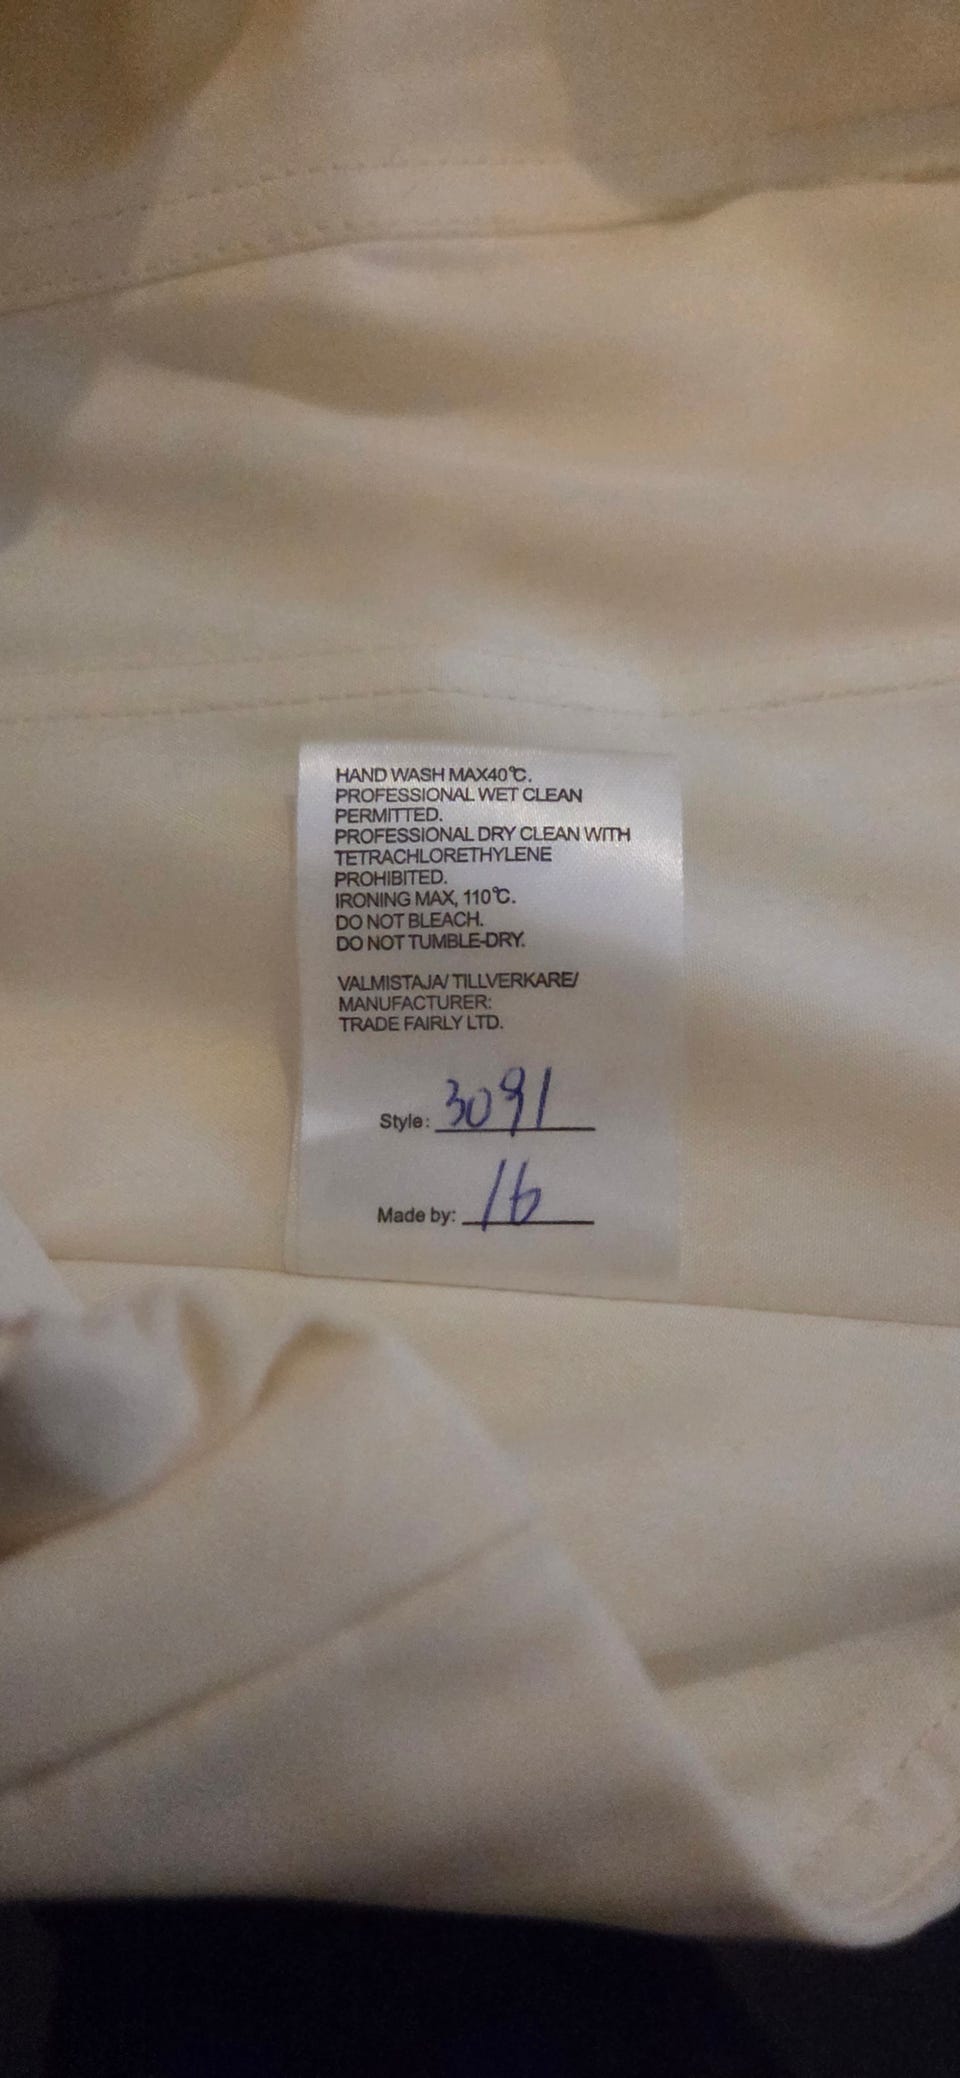 HAND WASH MAX40℃.
PROFESSIONAL WET CLEAN
PERMITTED.
PROFESSIONAL DRY CLEAN WITH
TETRACHLORETHYLENE
PROHIBITED.
IRONING MAX, 110℃.
DO NOT BLEACH.
DO NOT TUMBLE-DRY.
VALMISTAJA/ TILLVERKARE/
MANUFACTURER:
TRADE FAIRLY LTD.
Style: 3091
Made by: 16